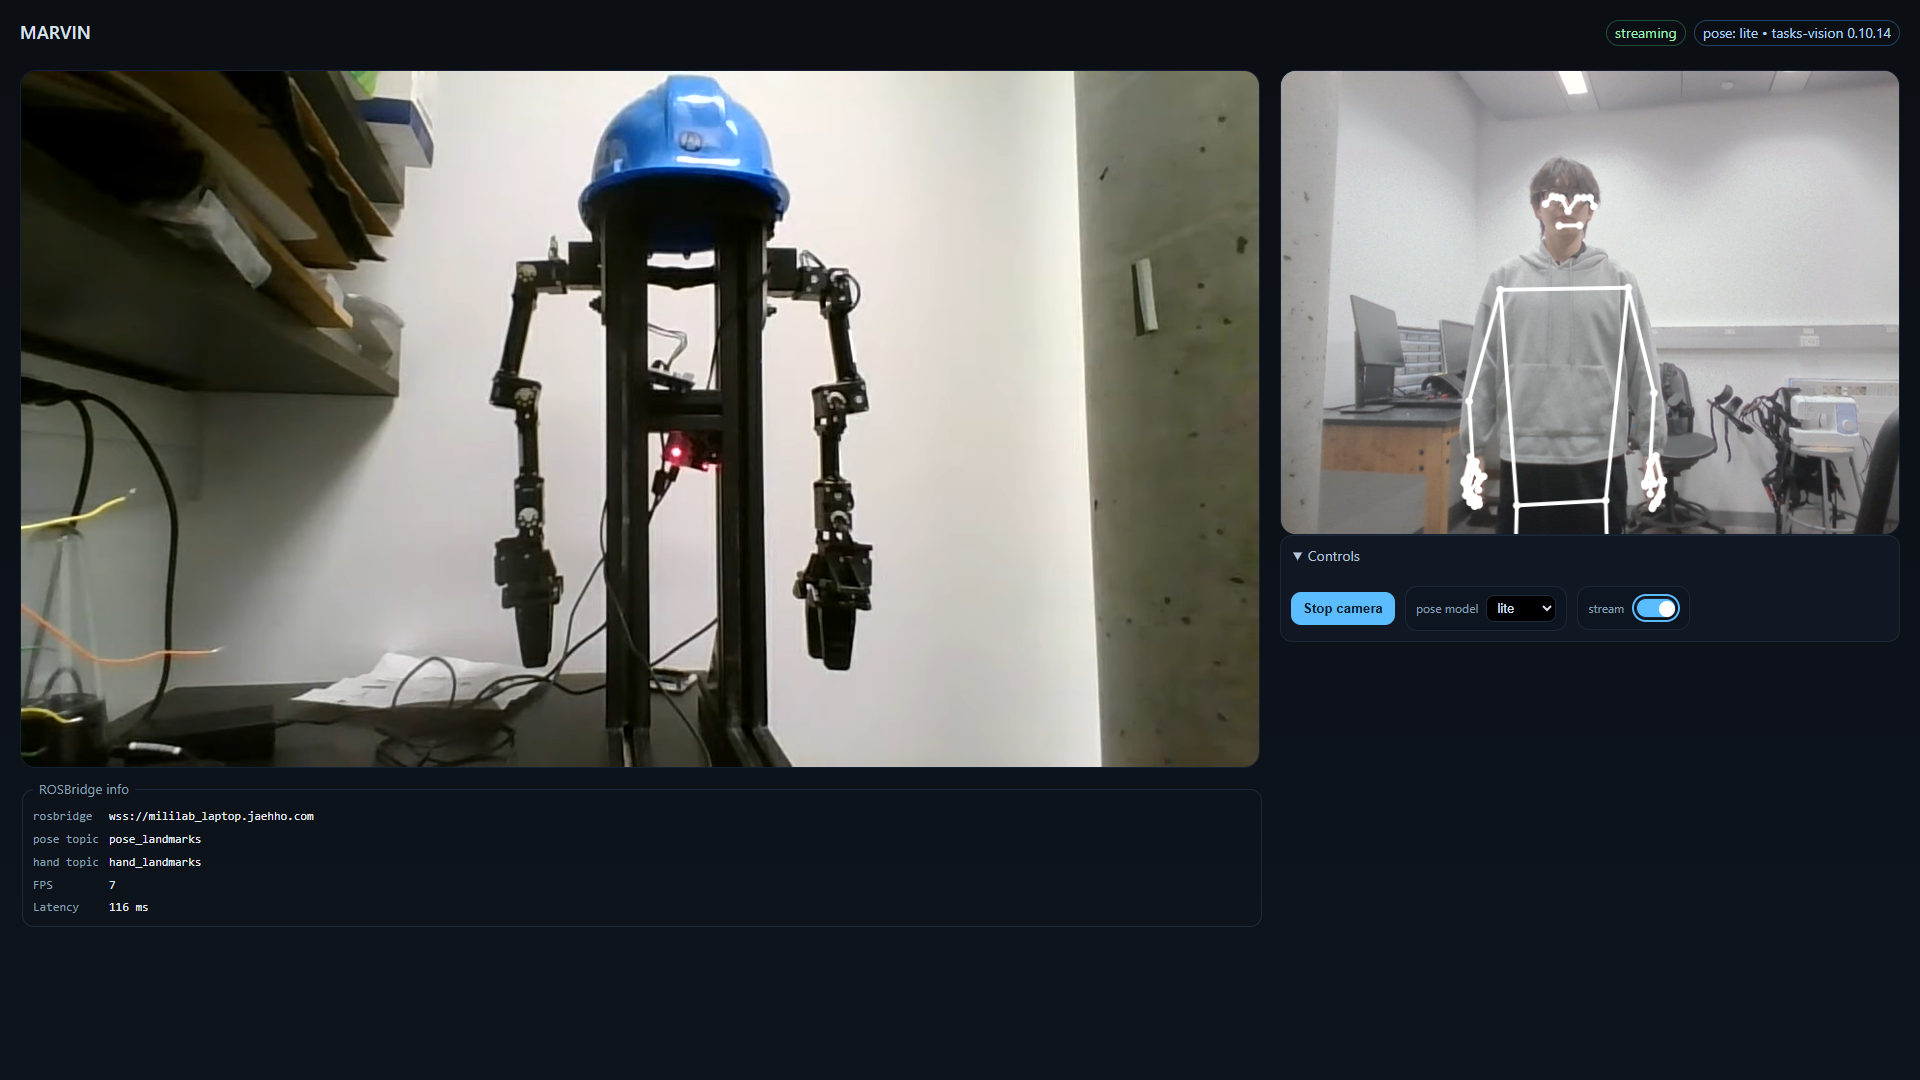 MARVIN
streaming
pose: lite • tasks-vision 0.10.14
▼ Controls
Stop camera
pose model lite
stream
ROSBridge info
rosbridge wss://mililab_laptop.jaehho.com
pose topic pose_landmarks
hand topic hand_landmarks
FPS 7
Latency 116 ms